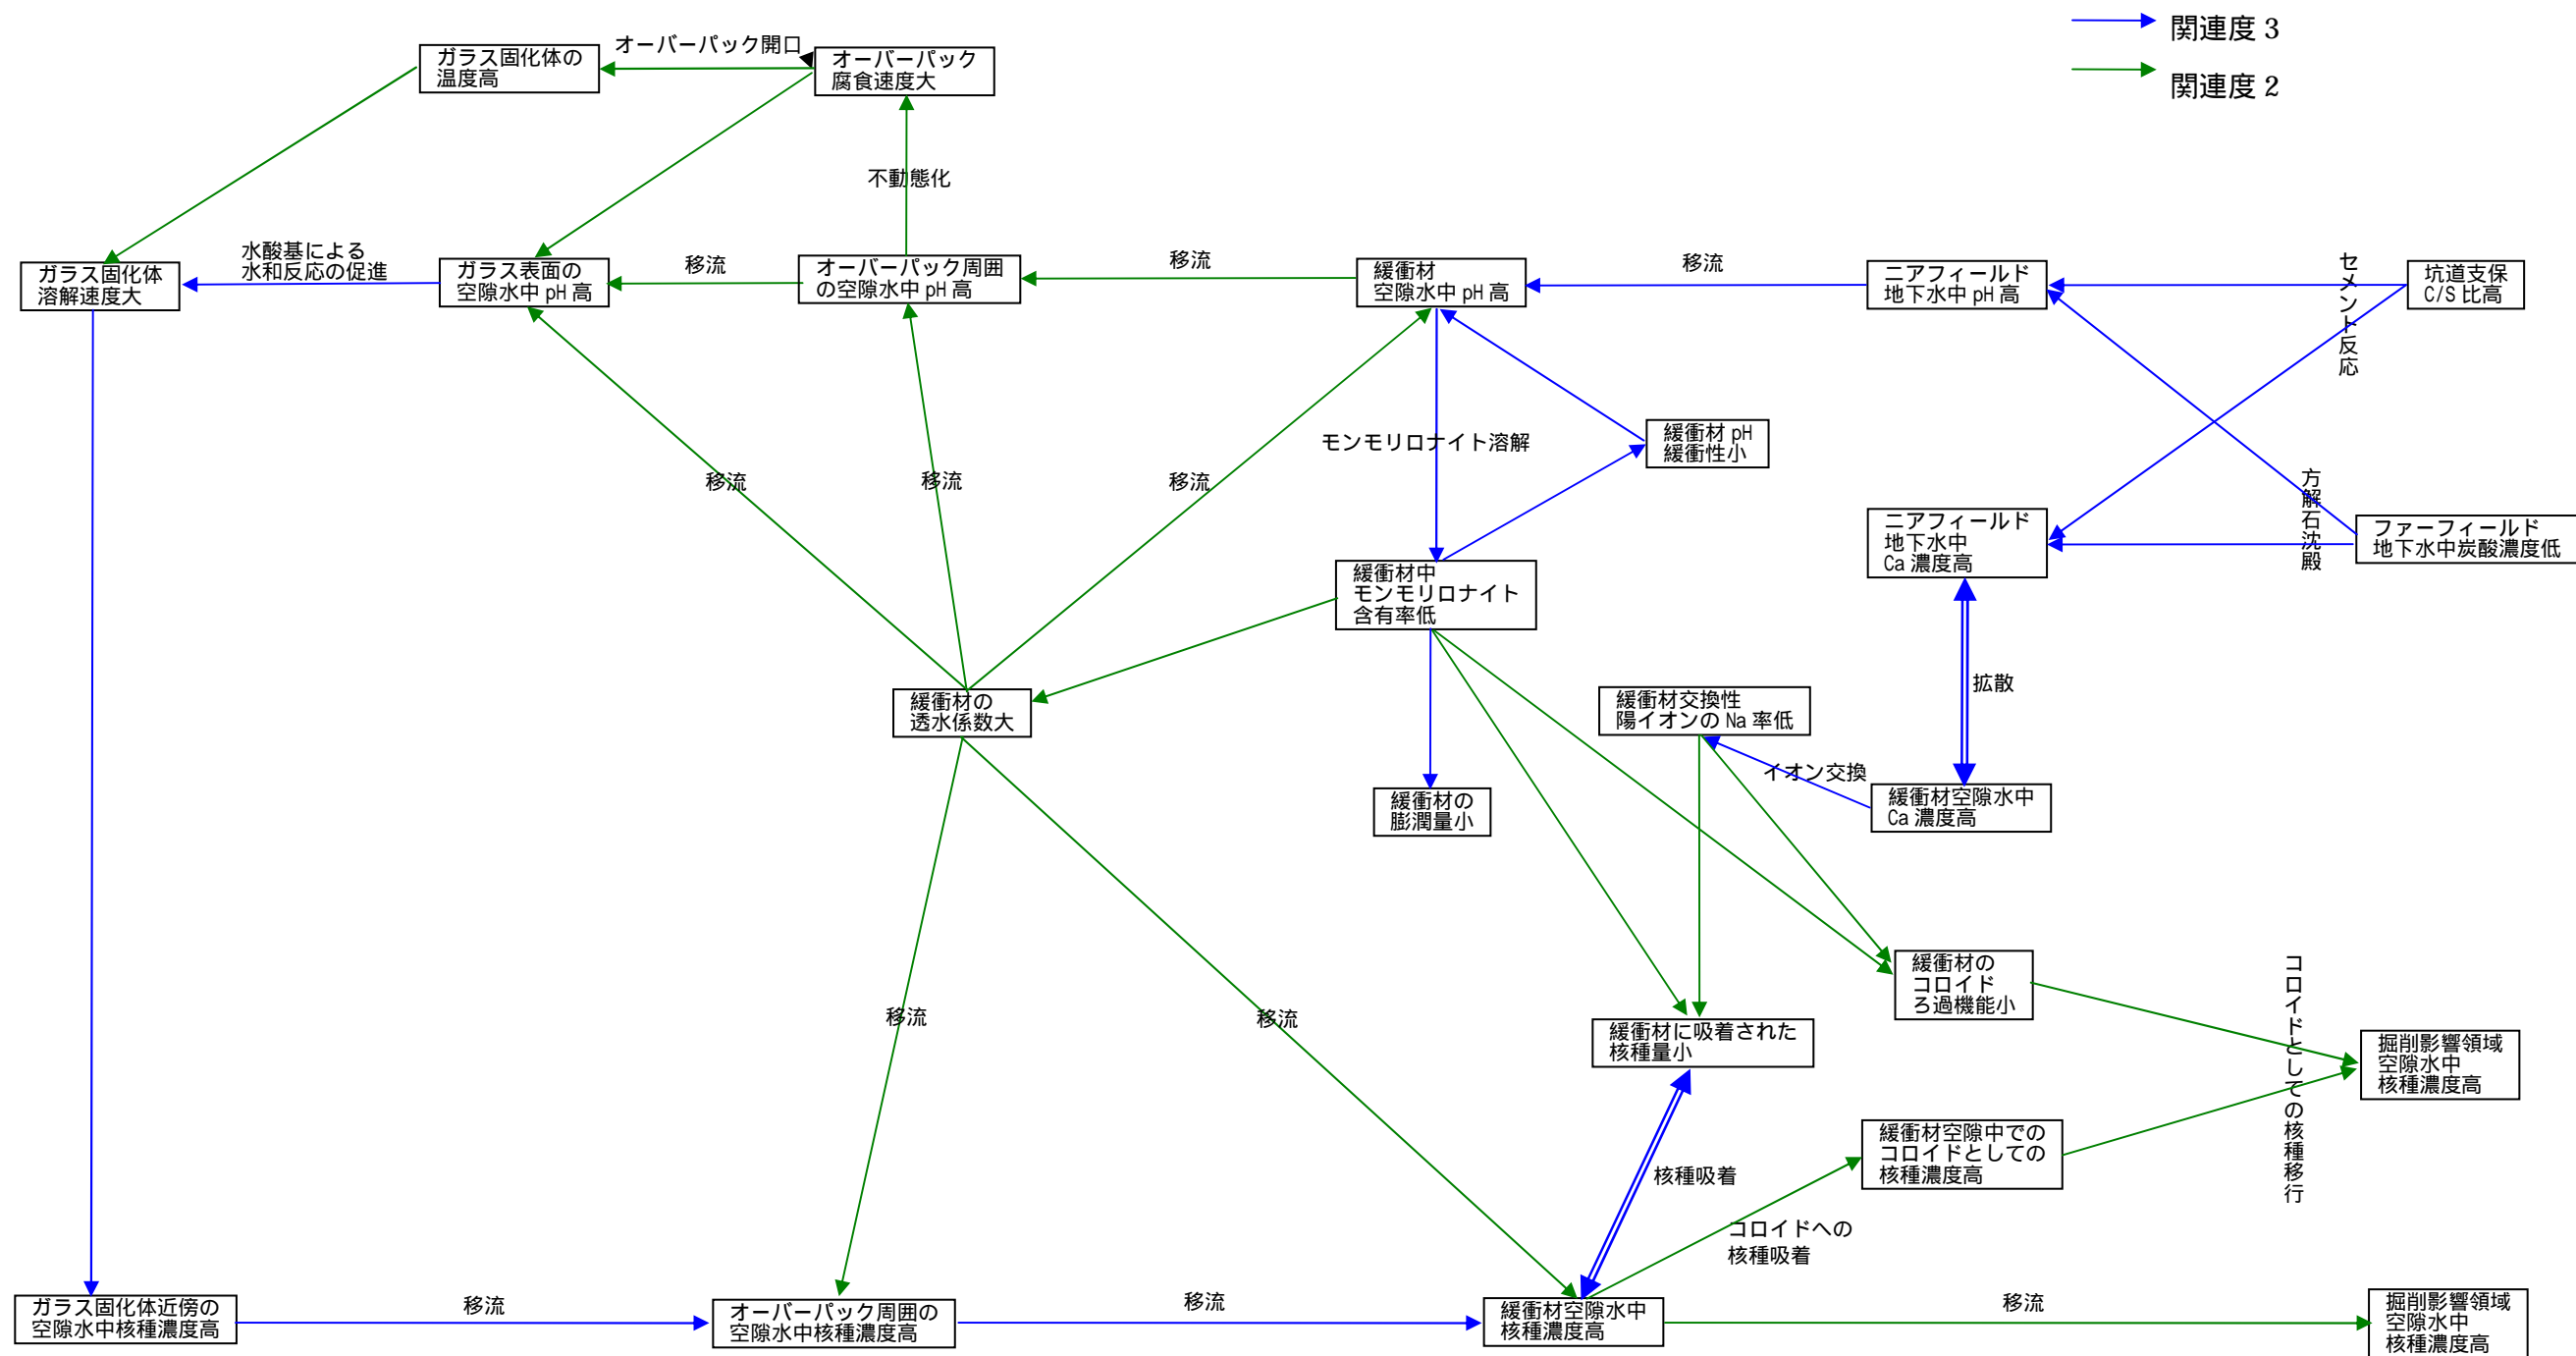 関連度 3
関連度 2
オーバーパック開口
ガラス固化体の
温度高
オーバーパック
腐食速度大
不動態化
水酸基による
水和反応の促進
ガラス固化体
溶解速度大
ガラス表面の
空隙水中 pH 高
移流
オーバーパック周囲
の空隙水中 pH 高
移流
緩衝材
空隙水中 pH 高
移流
ニアフィールド
地下水中 pH 高
セメント反応
坑道支保
C/S 比高
モンモリロナイト溶解
緩衝材 pH
緩衝性小
移流
移流
移流
方解石沈殿
ニアフィールド
地下水中
Ca 濃度高
ファーフィールド
地下水中炭酸濃度低
緩衝材中
モンモリロナイト
含有率低
拡散
緩衝材の
透水係数大
緩衝材交換性
陽イオンの Na 率低
イオン交換
緩衝材の
膨潤量小
緩衝材空隙水中
Ca 濃度高
緩衝材の
コロイド
ろ過機能小
コロイドとしての核種移行
移流
移流
緩衝材に吸着された
核種量小
掘削影響領域
空隙水中
核種濃度高
緩衝材空隙中での
コロイドとしての
核種濃度高
核種吸着
コロイドへの
核種吸着
ガラス固化体近傍の
空隙水中核種濃度高
移流
オーバーパック周囲の
空隙水中核種濃度高
移流
緩衝材空隙水中
核種濃度高
移流
掘削影響領域
空隙水中
核種濃度高